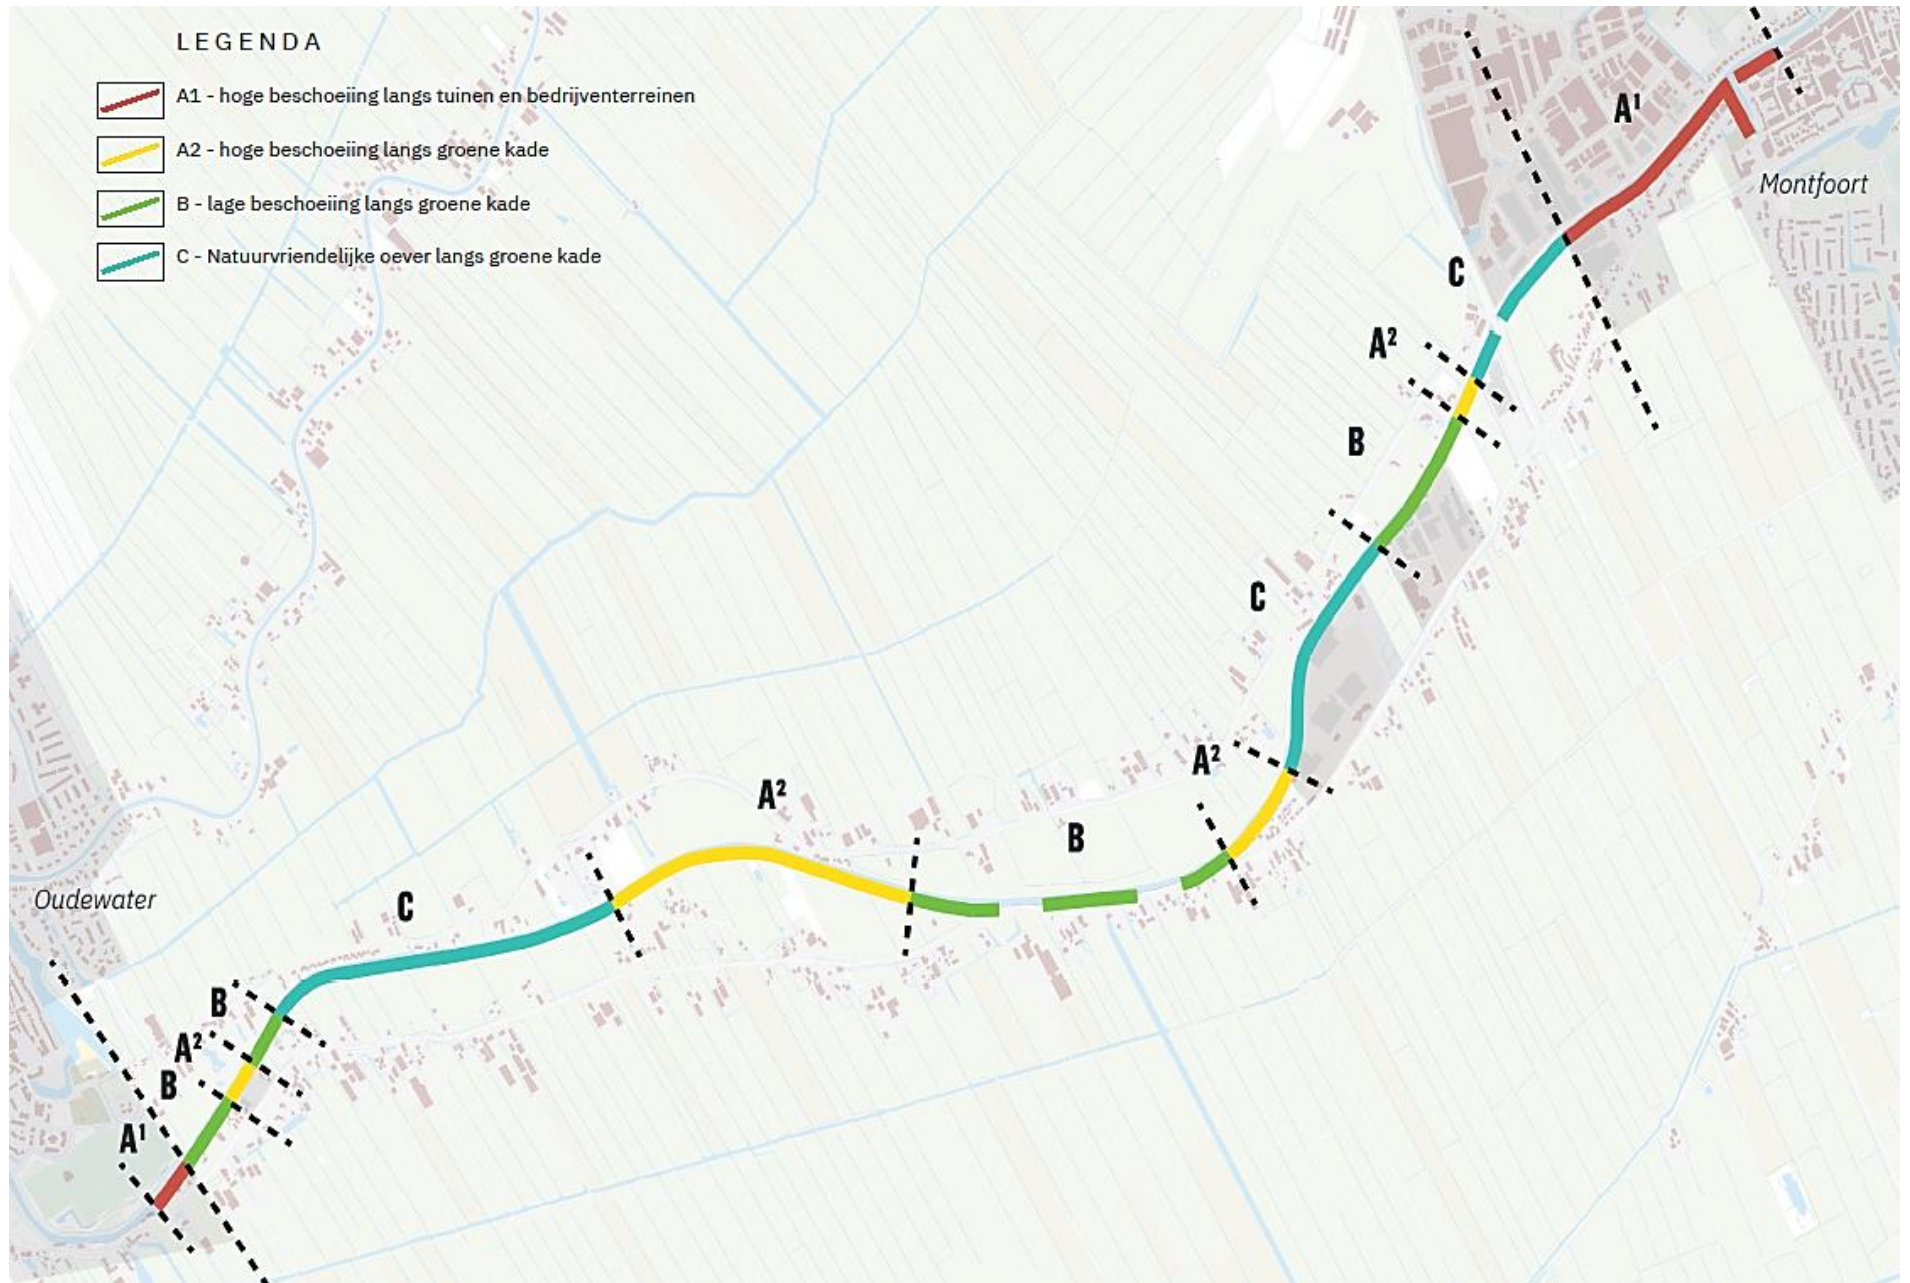 LEGENDA
A1 - hoge beschoeiing langs tuinen en bedrijventerreinen
A2 - hoge beschoeiing langs groene kade
B - lage beschoeiing langs groene kade
C - Natuurvriendelijke oever langs groene kade
A¹
Montfoort
C
A²
B
C
A²
A²
B
Oudewater
C
B
A²
B
A¹